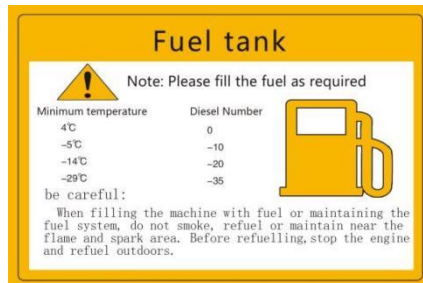 Fuel tank
Note: Please fill the fuel as required
Minimum temperature Diesel Number
4℃ 0
-5℃ -10
-14℃ -20
-29℃ -35
be careful:
When filling the machine with fuel or maintaining the
fuel system, do not smoke, refuel or maintain near the
flame and spark area. Before refuelling, stop the engine
and refuel outdoors.